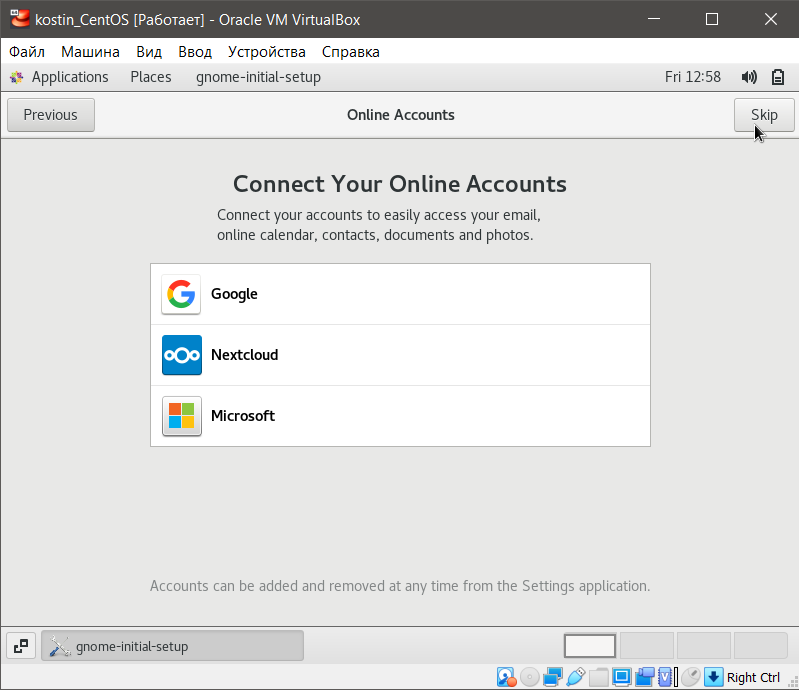 kostin_CentOS [Работает] - Oracle VM VirtualBox
Файл Машина Вид Ввод Устройства Справка
Applications Places gnome-initial-setup Fri 12:58
Previous Online Accounts Skip
Connect Your Online Accounts
Connect your accounts to easily access your email,
online calendar, contacts, documents and photos.
Google
Nextcloud
Microsoft
Accounts can be added and removed at any time from the Settings application.
gnome-initial-setup
Right Ctrl